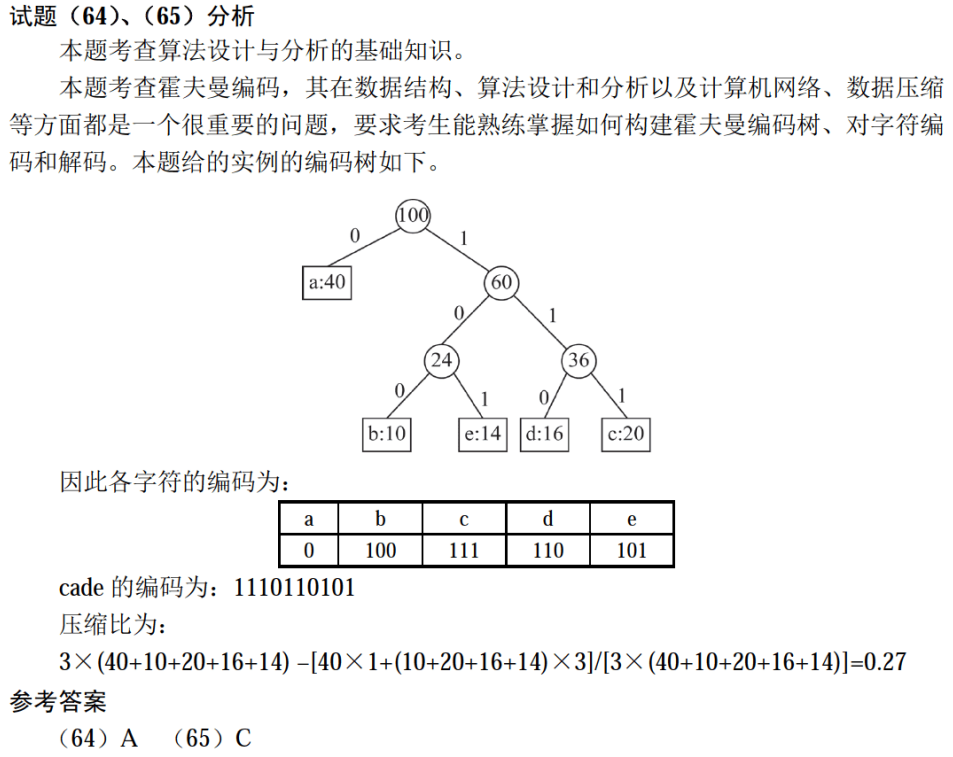 试题（64）、（65）分析
本题考查算法设计与分析的基础知识。
本题考查霍夫曼编码，其在数据结构、算法设计和分析以及计算机网络、数据压缩
等方面都是一个很重要的问题，要求考生能熟练掌握如何构建霍夫曼编码树、对字符编
码和解码。本题给的实例的编码树如下。
100
0 1
a:40 60
0 1
24 36
0 1 0 1
b:10 e:14 d:16 c:20
因此各字符的编码为：
a b c d e
0 100 111 110 101
cade 的编码为：1110110101
压缩比为：
3×(40+10+20+16+14) –[40×1+(10+20+16+14)×3]/[3×(40+10+20+16+14)]=0.27
参考答案
（64）A （65）C